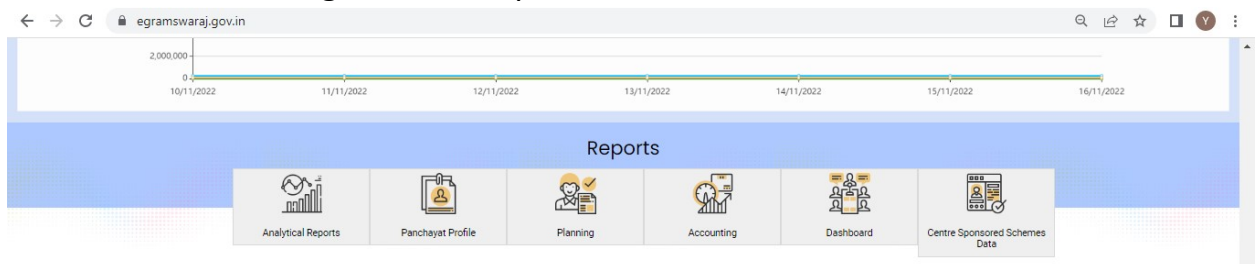 egramswaraj.gov.in
Y
2,000,000
0
10/11/2022 11/11/2022 12/11/2022 13/11/2022 14/11/2022 15/11/2022 16/11/2022
Reports
Analytical Reports Panchayat Profile Planning Accounting Dashboard Centre Sponsored Schemes
Data